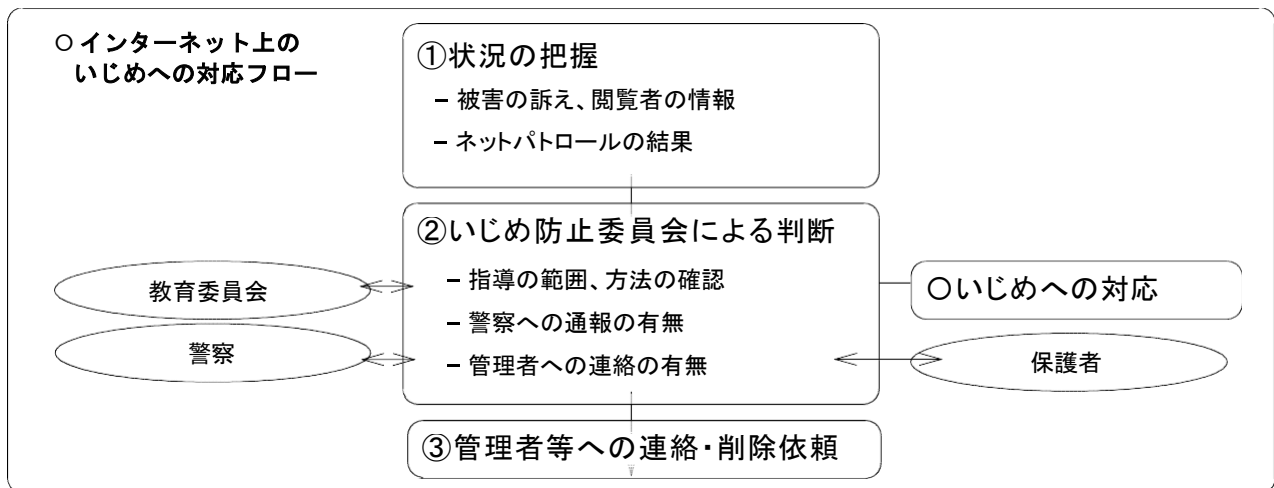 ○ インターネット上の
いじめへの対応フロー
①状況の把握
－ 被害の訴え、閲覧者の情報
－ ネットパトロールの結果
②いじめ防止委員会による判断
－ 指導の範囲、方法の確認
－ 警察への通報の有無
－ 管理者への連絡の有無
教育委員会
警察
○いじめへの対応
保護者
③管理者等への連絡・削除依頼